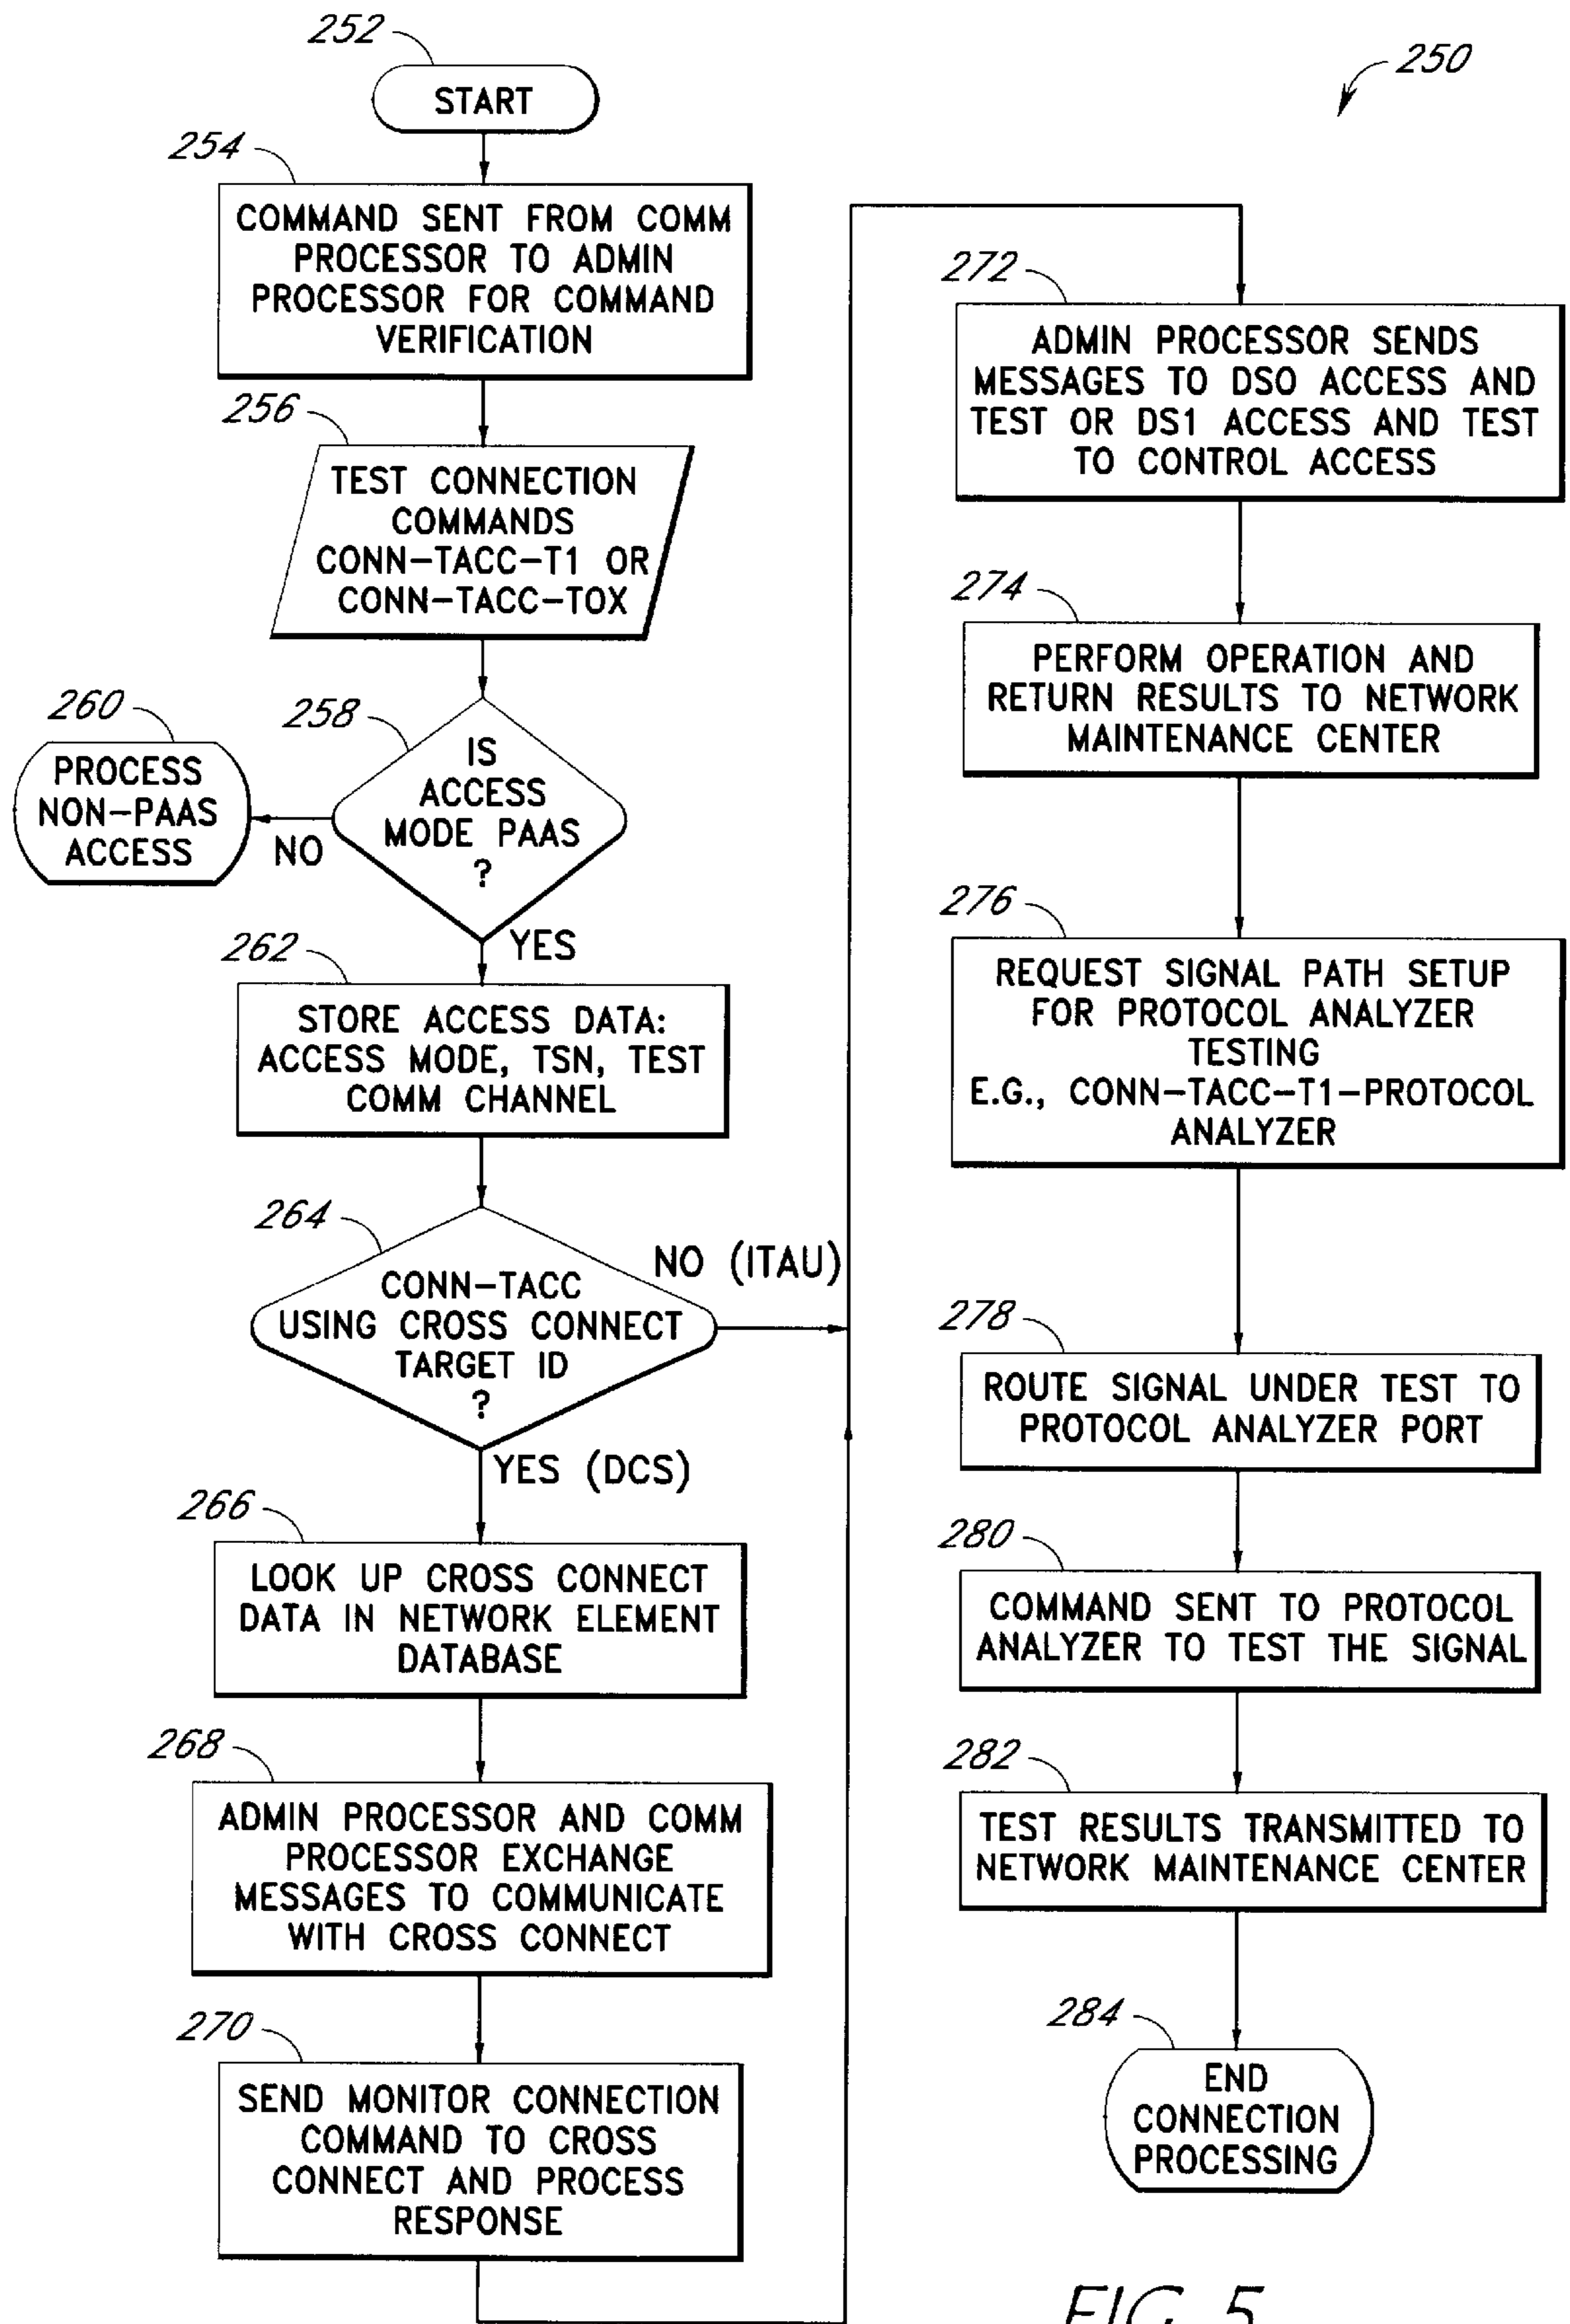 252
START
250
254
COMMAND SENT FROM COMM
PROCESSOR TO ADMIN
PROCESSOR FOR COMMAND
VERIFICATION
256
TEST CONNECTION
COMMANDS
CONN-TACC-T1 OR
CONN-TACC-TOX
258
IS
ACCESS
MODE PAAS
?
260
PROCESS
NON-PAAS
ACCESS
NO
YES
262
STORE ACCESS DATA:
ACCESS MODE, TSN, TEST
COMM CHANNEL
264
CONN-TACC
USING CROSS CONNECT
TARGET ID
?
NO (ITAU)
YES (DCS)
266
LOOK UP CROSS CONNECT
DATA IN NETWORK ELEMENT
DATABASE
268
ADMIN PROCESSOR AND COMM
PROCESSOR EXCHANGE
MESSAGES TO COMMUNICATE
WITH CROSS CONNECT
270
SEND MONITOR CONNECTION
COMMAND TO CROSS
CONNECT AND PROCESS
RESPONSE
272
ADMIN PROCESSOR SENDS
MESSAGES TO DSO ACCESS AND
TEST OR DS1 ACCESS AND TEST
TO CONTROL ACCESS
274
PERFORM OPERATION AND
RETURN RESULTS TO NETWORK
MAINTENANCE CENTER
276
REQUEST SIGNAL PATH SETUP
FOR PROTOCOL ANALYZER
TESTING
E.G., CONN-TACC-T1-PROTOCOL
ANALYZER
278
ROUTE SIGNAL UNDER TEST TO
PROTOCOL ANALYZER PORT
280
COMMAND SENT TO PROTOCOL
ANALYZER TO TEST THE SIGNAL
282
TEST RESULTS TRANSMITTED TO
NETWORK MAINTENANCE CENTER
284
END
CONNECTION
PROCESSING
FIG. 5